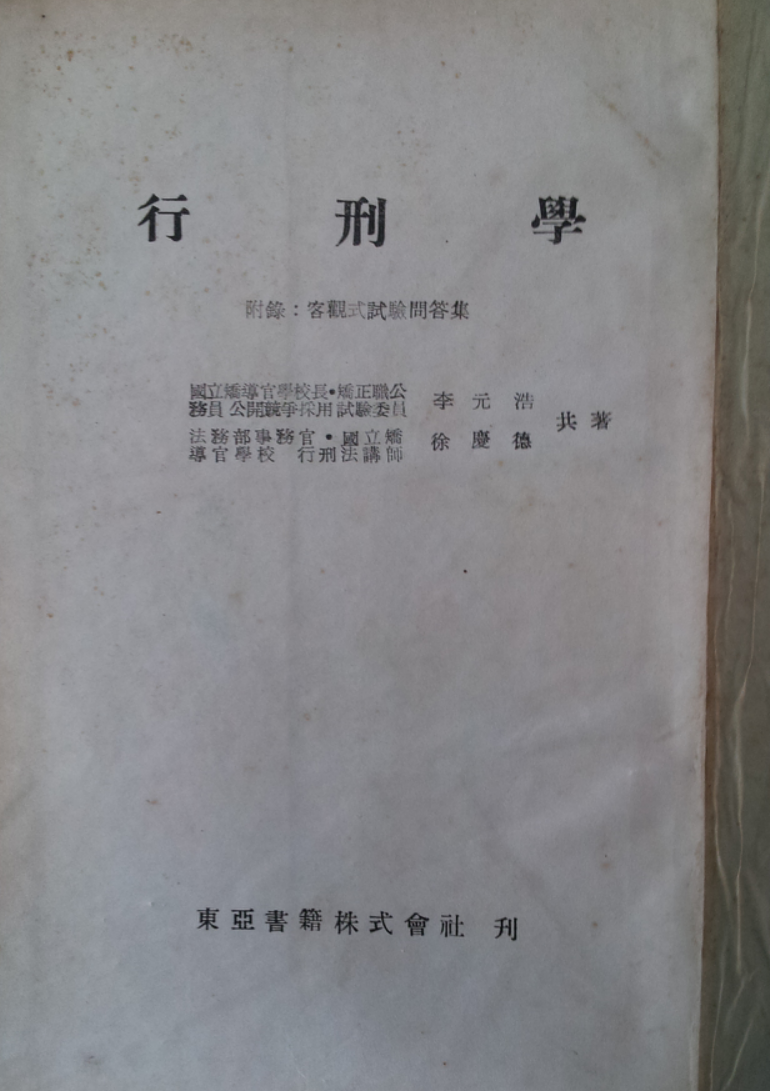 行刑學
附錄：客觀式試驗問答集
國立矯導官學校長•矯正職公
務員公開競爭採用試驗委員 李元浩
法務部事務官•國立矯
導官學校 行刑法講師 徐慶德
共著
東亞書籍株式會社 刊